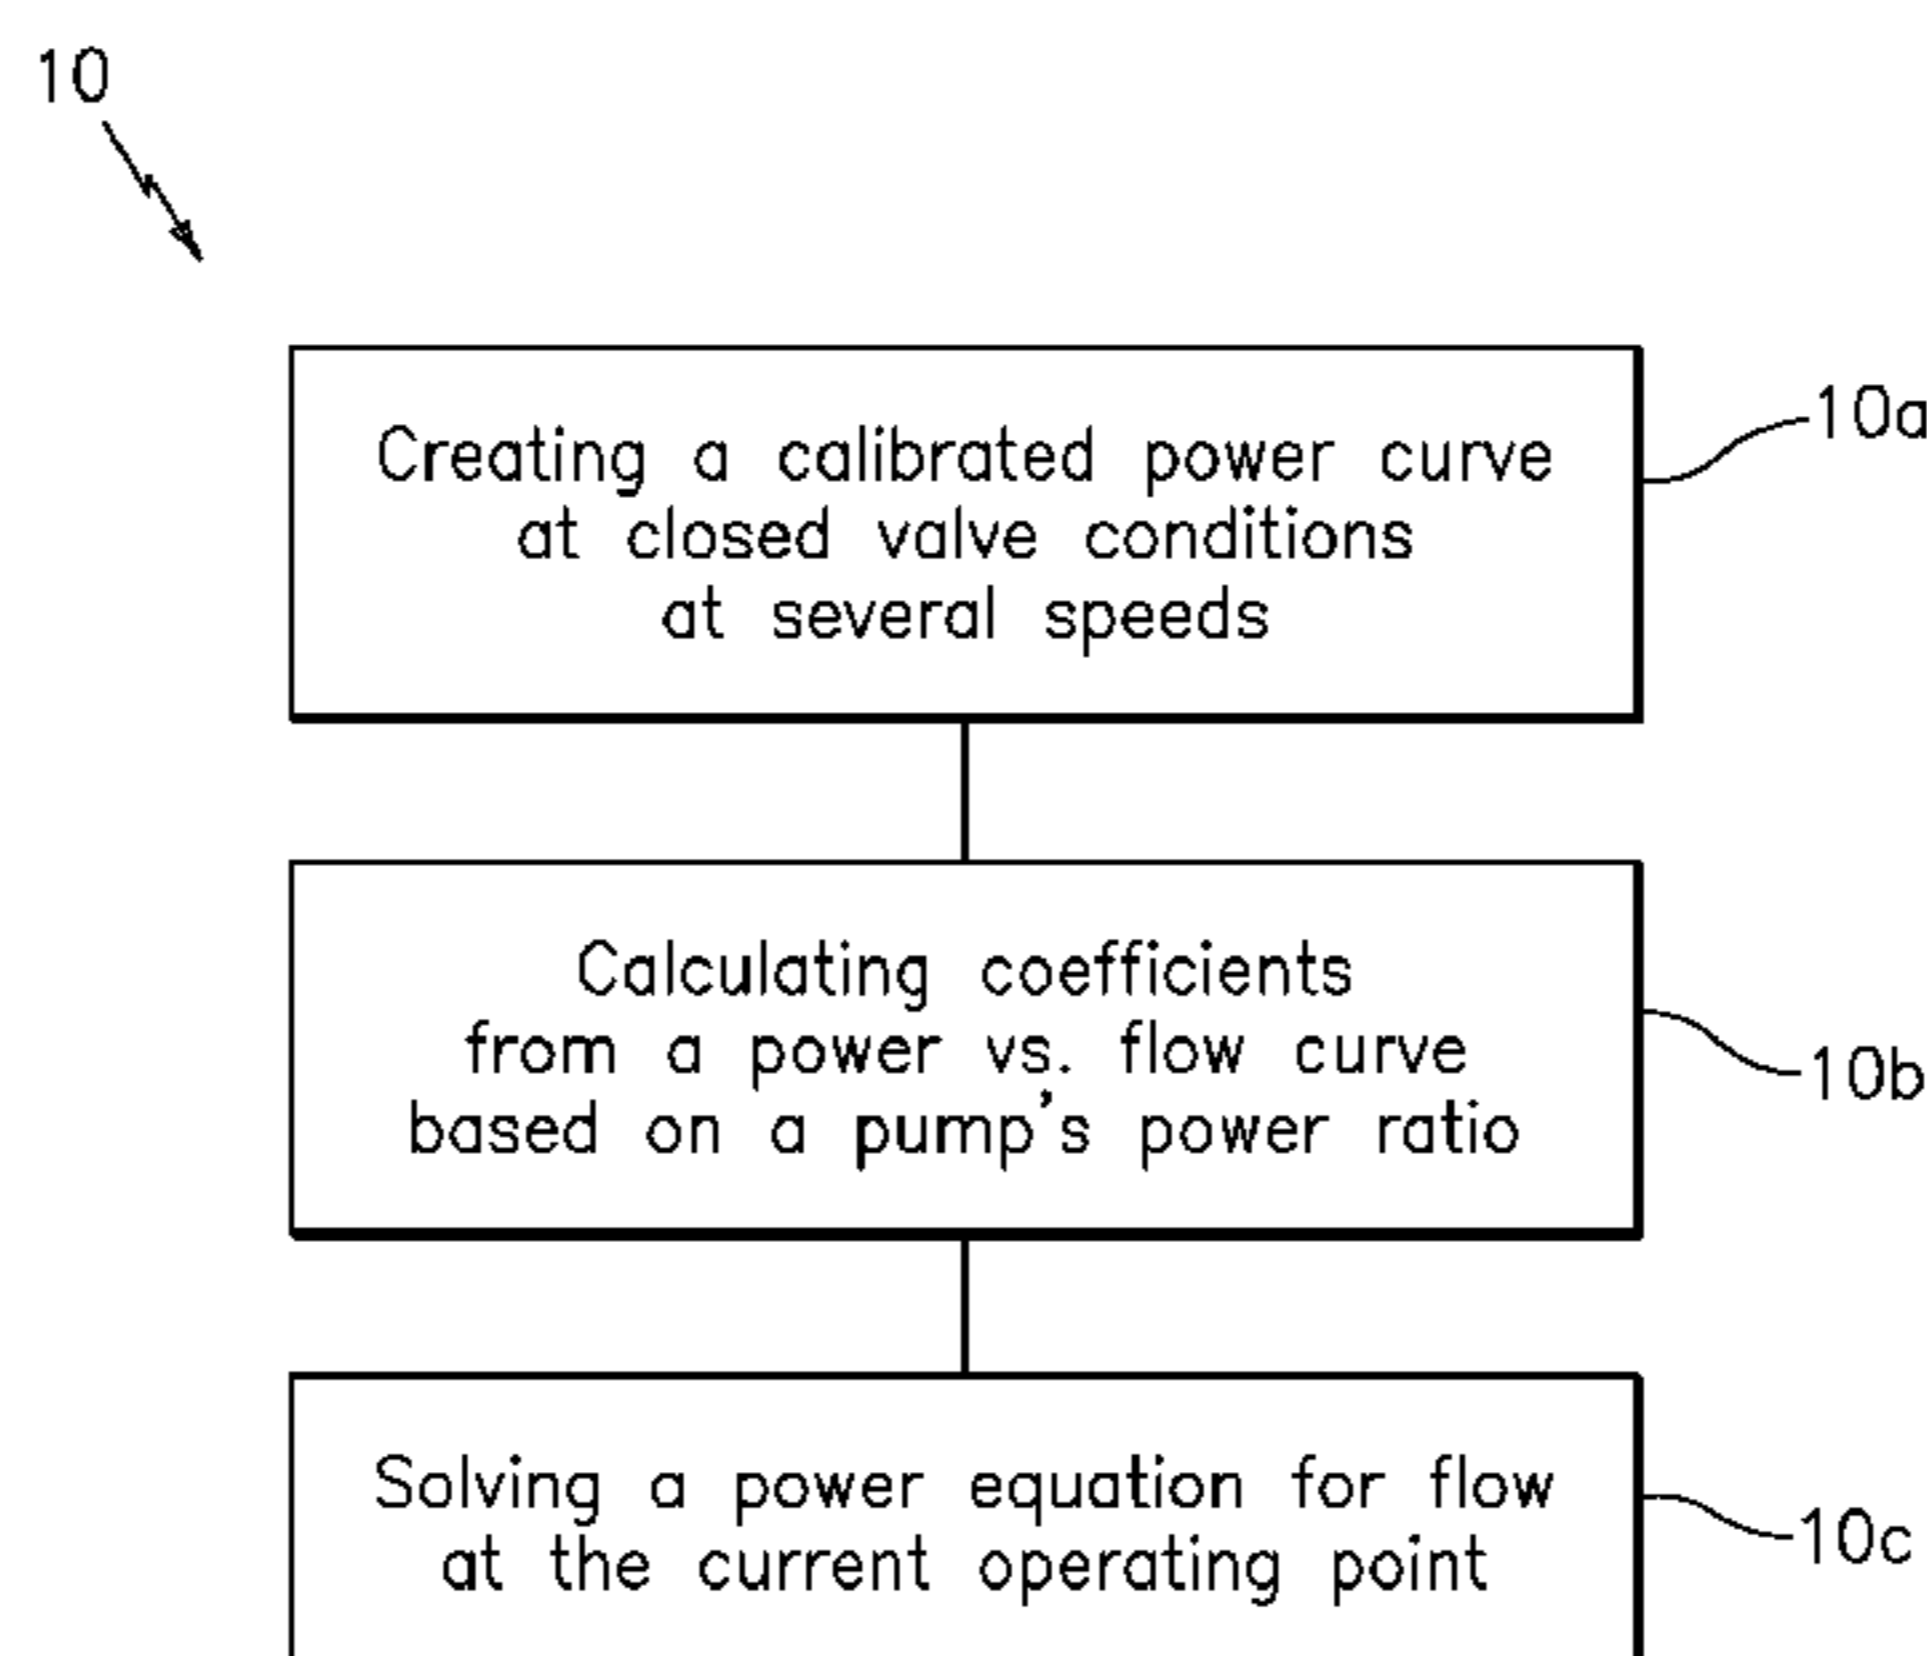 10
Creating a calibrated power curve
at closed valve conditions
at several speeds
10a
Calculating coefficients
from a power vs. flow curve
based on a pump's power ratio
10b
Solving a power equation for flow
at the current operating point
10c